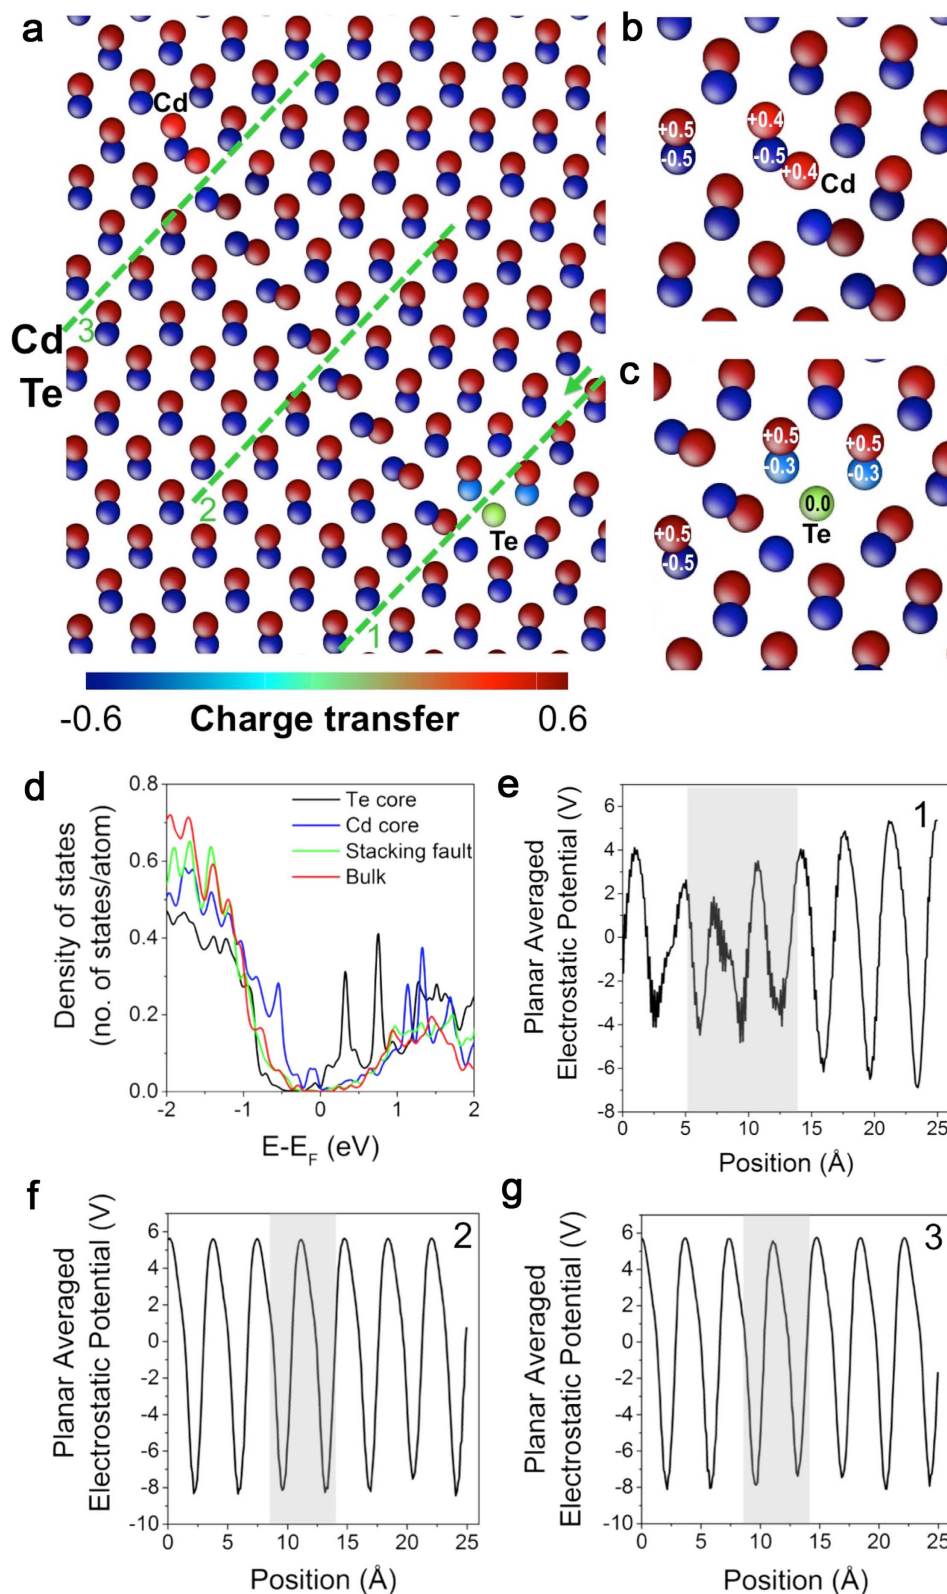 a
Cd
Cd
Te
3
2
1
Te
-0.6
Charge transfer
0.6
b
+0.5
-0.5
+0.4
-0.5
+0.4
Cd
c
+0.5
-0.3
+0.5
-0.3
0.0
Te
+0.5
-0.5
d
Density of states
(no. of states/atom)
0.8
0.6
0.4
0.2
0.0
Te core
Cd core
Stacking fault
Bulk
-2 -1 0 1 2
E-E_F (eV)
e
Planar Averaged
Electrostatic Potential (V)
6
4
2
0
-2
-4
-6
-8
1
0 5 10 15 20 25
Position (Å)
f
Planar Averaged
Electrostatic Potential (V)
6
4
2
0
-2
-4
-6
-8
-10
2
0 5 10 15 20 25
Position (Å)
g
Planar Averaged
Electrostatic Potential (V)
6
4
2
0
-2
-4
-6
-8
-10
3
0 5 10 15 20 25
Position (Å)